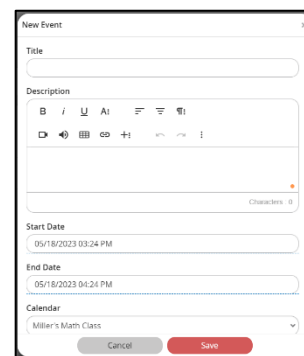 New Event
Title
Description
B i U A
Characters 0
Start Date
05/18/2023 03:24 PM
End Date
05/18/2023 04:24 PM
Calendar
Miller's Math Class
Cancel Save